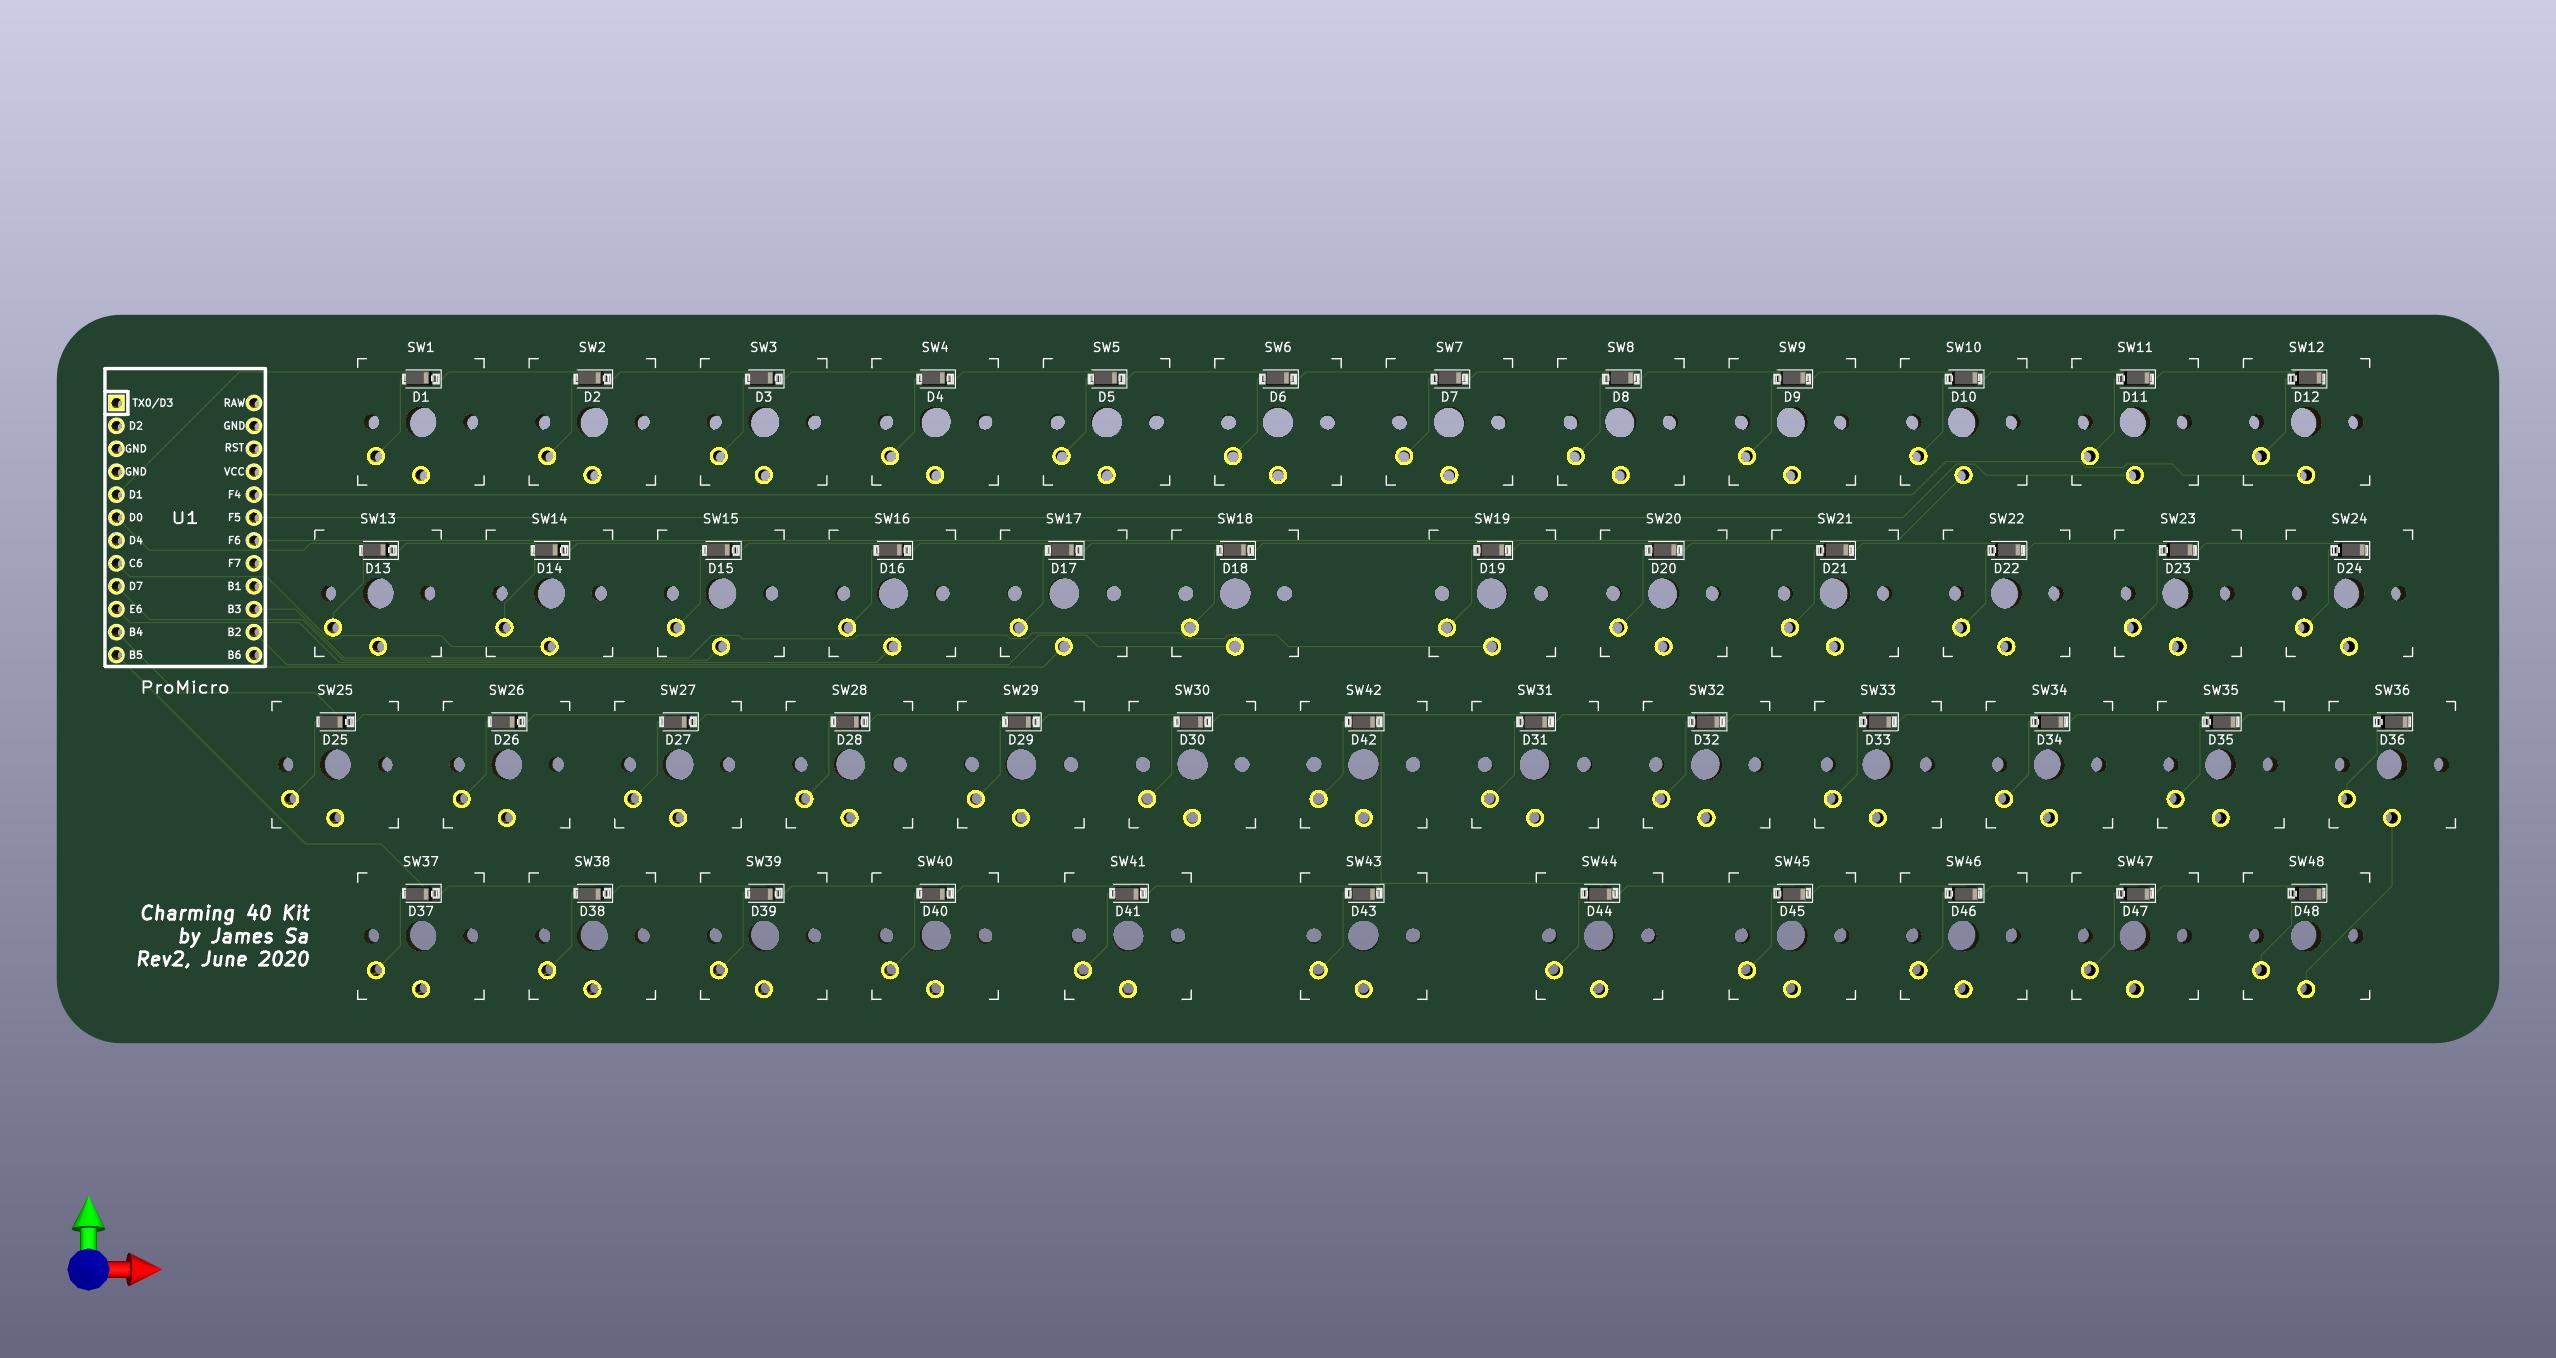 SW1 SW2 SW3 SW4 SW5 SW6 SW7 SW8 SW9 SW10 SW11 SW12
D1 D2 D3 D4 D5 D6 D7 D8 D9 D10 D11 D12
TX0/D3 RAW
D2 GND
GND RST
GND VCC
D1 F4
D0 U1 F5
D4 F6
C6 F7
D7 B1
E6 B3
B4 B2
B5 B6
ProMicro
SW13 SW14 SW15 SW16 SW17 SW18 SW19 SW20 SW21 SW22 SW23 SW24
D13 D14 D15 D16 D17 D18 D19 D20 D21 D22 D23 D24
SW25 SW26 SW27 SW28 SW29 SW30 SW42 SW31 SW32 SW33 SW34 SW35 SW36
D25 D26 D27 D28 D29 D30 D42 D31 D32 D33 D34 D35 D36
SW37 SW38 SW39 SW40 SW41 SW43 SW44 SW45 SW46 SW47 SW48
D37 D38 D39 D40 D41 D43 D44 D45 D46 D47 D48
Charming 40 Kit
by James Sa
Rev2, June 2020